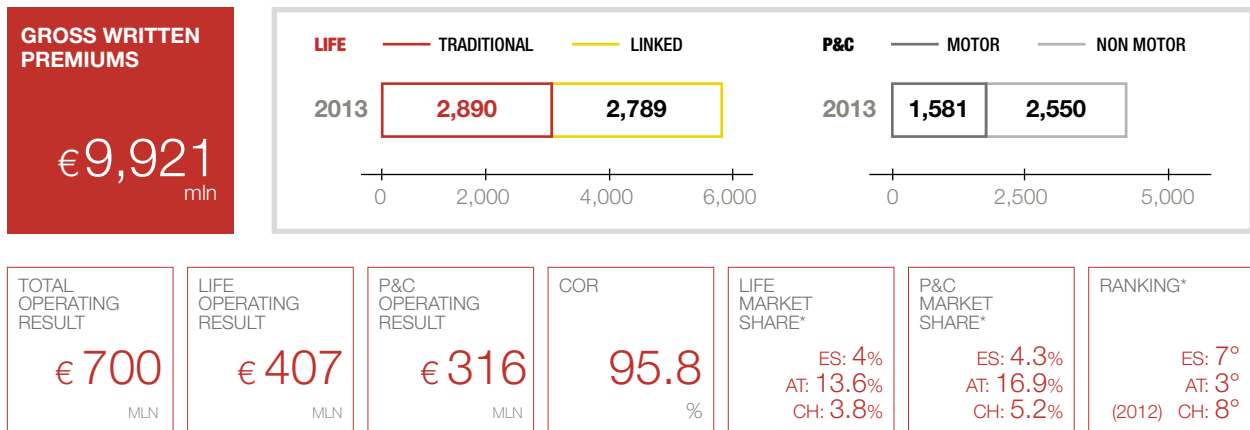 GROSS WRITTEN
PREMIUMS
€ 9,921
mln
LIFE TRADITIONAL LINKED
2013 2,890 2,789
0 2,000 4,000 6,000
P&C MOTOR NON MOTOR
2013 1,581 2,550
0 2,500 5,000
TOTAL
OPERATING
RESULT
€ 700
MLN
LIFE
OPERATING
RESULT
€ 407
MLN
P&C
OPERATING
RESULT
€ 316
MLN
COR
95.8
%
LIFE
MARKET
SHARE*
ES: 4%
AT: 13.6%
CH: 3.8%
P&C
MARKET
SHARE*
ES: 4.3%
AT: 16.9%
CH: 5.2%
RANKING*
ES: 7°
AT: 3°
(2012) CH: 8°